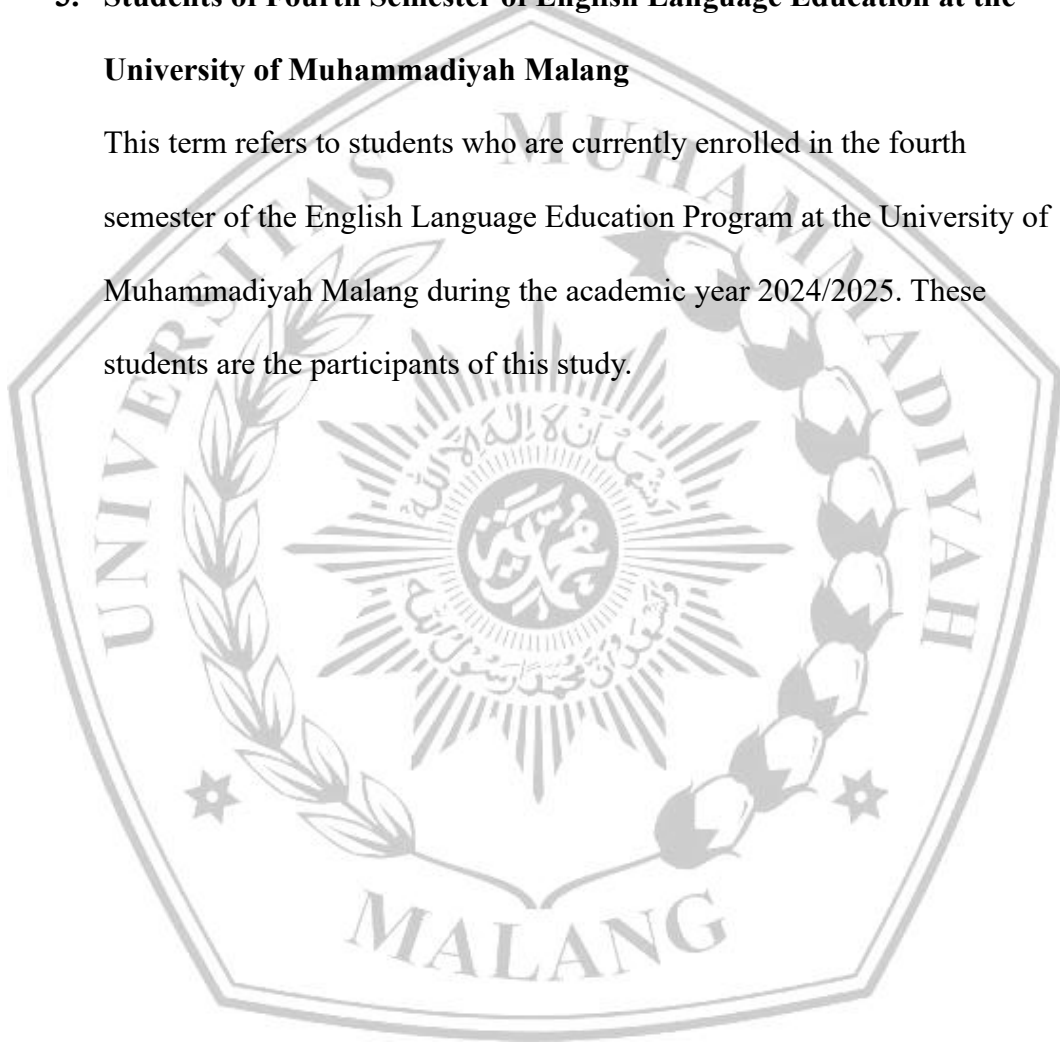 3. Students of Fourth Semester of English Language Education at the
University of Muhammadiyah Malang
This term refers to students who are currently enrolled in the fourth
semester of the English Language Education Program at the University of
Muhammadiyah Malang during the academic year 2024/2025. These
students are the participants of this study.
UNIVERSITAS MUHAMMADIYAH
MALANG